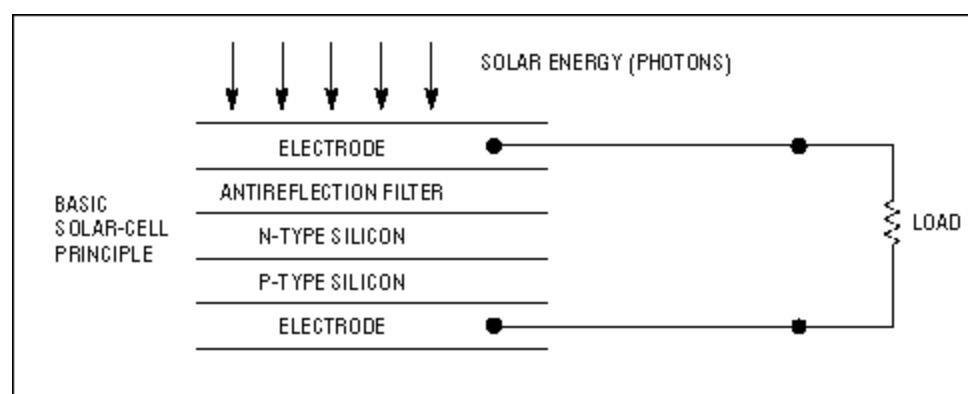 SOLAR ENERGY (PHOTONS)
ELECTRODE
ANTIREFLECTION FILTER
BASIC
SOLAR-CELL
PRINCIPLE
N-TYPE SILICON
LOAD
P-TYPE SILICON
ELECTRODE